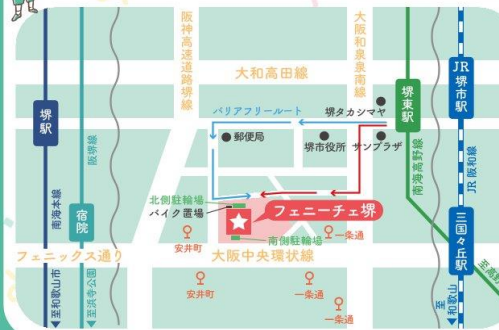 阪神高速道路堺線
大阪和泉泉南線
大和高田線
JR
堺市駅
堺東駅
堺駅
バリアフリールート
堺タカシマヤ
郵便局
堺市役所
サンプラザ
阪堺線
南海高野線
JR 阪和線
南海本線
宿院
北側駐輪場
バイク置場
フェニーチェ堺
南側駐輪場
一条通
安井町
三国ヶ丘駅
フェニックス通り
大阪中央環状線
安井町
一条通
一条通
至和歌山市
至浜寺公園
至和歌山